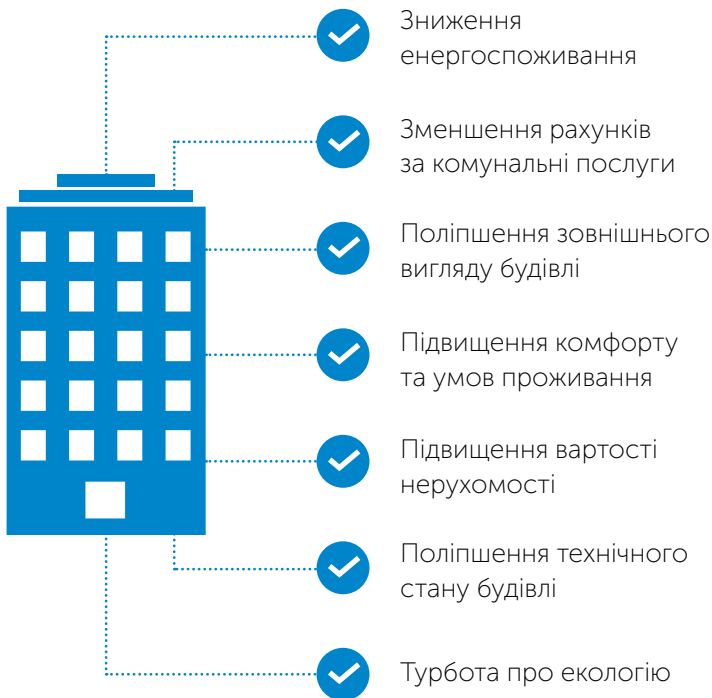 Зниження
енергоспоживання
Зменшення рахунків
за комунальні послуги
Поліпшення зовнішнього
вигляду будівлі
Підвищення комфорту
та умов проживання
Підвищення вартості
нерухомості
Поліпшення технічного
стану будівлі
Турбота про екологію